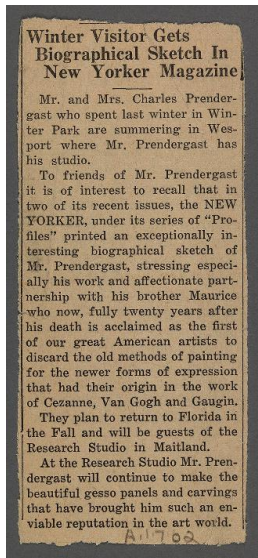 Winter Visitor Gets
Biographical Sketch In
New Yorker Magazine
Mr. and Mrs. Charles Prender-
gast who spent last winter in Win-
ter Park are summering in Wes-
port where Mr. Prendergast has
his studio.
To friends of Mr. Prendergast
it is of interest to recall that in
two of its recent issues, the NEW
YORKER, under its series of "Pro-
files" printed an exceptionally in-
teresting biographical sketch of
Mr. Prendergast, stressing especi-
ally his work and affectionate part-
nership with his brother Maurice
who now, fully twenty years after
his death is acclaimed as the first
of our great American artists to
discard the old methods of painting
for the newer forms of expression
that had their origin in the work
of Cezanne, Van Gogh and Gaugin.
They plan to return to Florida in
the Fall and will be guests of the
Research Studio in Maitland.
At the Research Studio Mr. Pren-
dergast will continue to make the
beautiful gesso panels and carvings
that have brought him such an en-
viable reputation in the art world.
A.1702